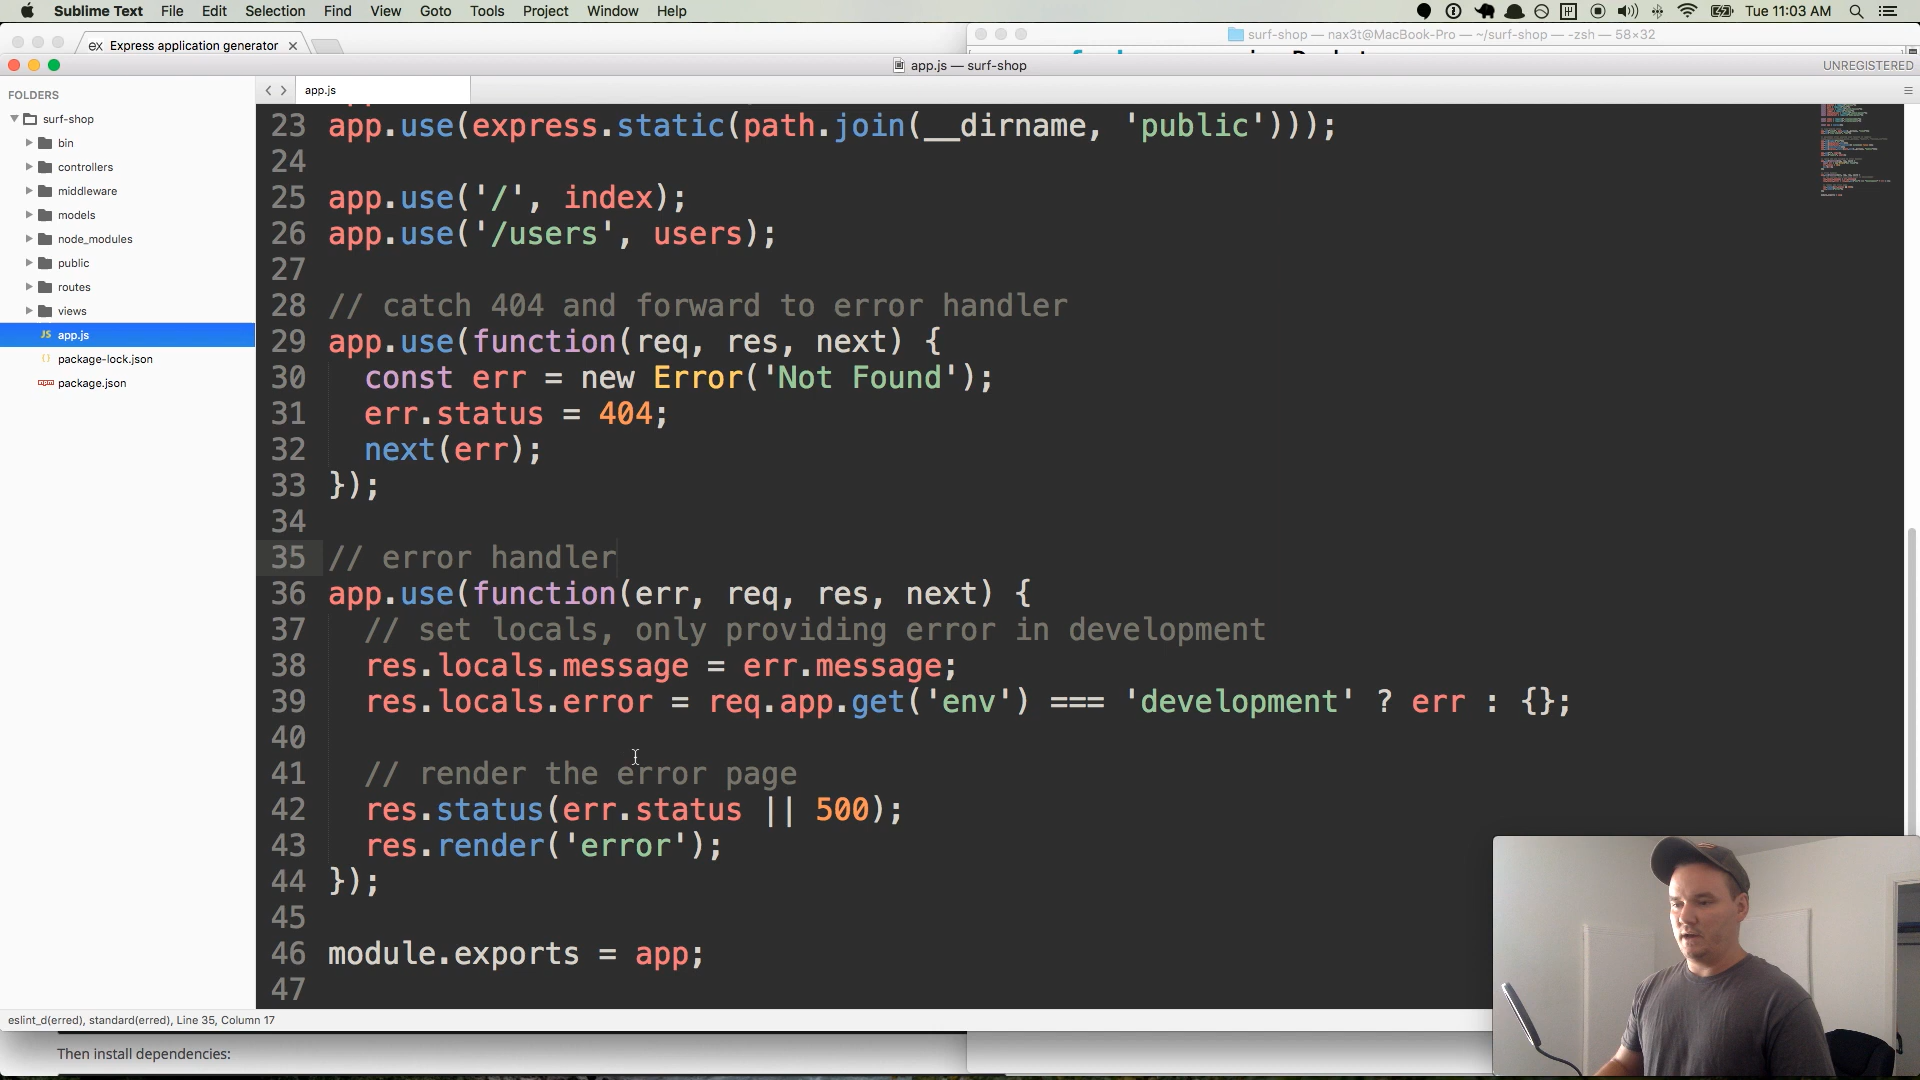 Sublime Text File Edit Selection Find View Goto Tools Project Window Help Tue 11:03 AM
ex Express application generator ×
surf-shop — nax3t@MacBook-Pro — ~/surf-shop — -zsh — 58×32
app.js — surf-shop
UNREGISTERED
FOLDERS
surf-shop
bin
controllers
middleware
models
node_modules
public
routes
views
JS app.js
{} package-lock.json
npm package.json
app.js
23 app.use(express.static(path.join(__dirname, 'public')));
24
25 app.use('/', index);
26 app.use('/users', users);
27
28 // catch 404 and forward to error handler
29 app.use(function(req, res, next) {
30 const err = new Error('Not Found');
31 err.status = 404;
32 next(err);
33 });
34
35 // error handler
36 app.use(function(err, req, res, next) {
37 // set locals, only providing error in development
38 res.locals.message = err.message;
39 res.locals.error = req.app.get('env') === 'development' ? err : {};
40
41 // render the error page
42 res.status(err.status || 500);
43 res.render('error');
44 });
45
46 module.exports = app;
47
eslint_d(erred), standard(erred), Line 35, Column 17
Then install dependencies: